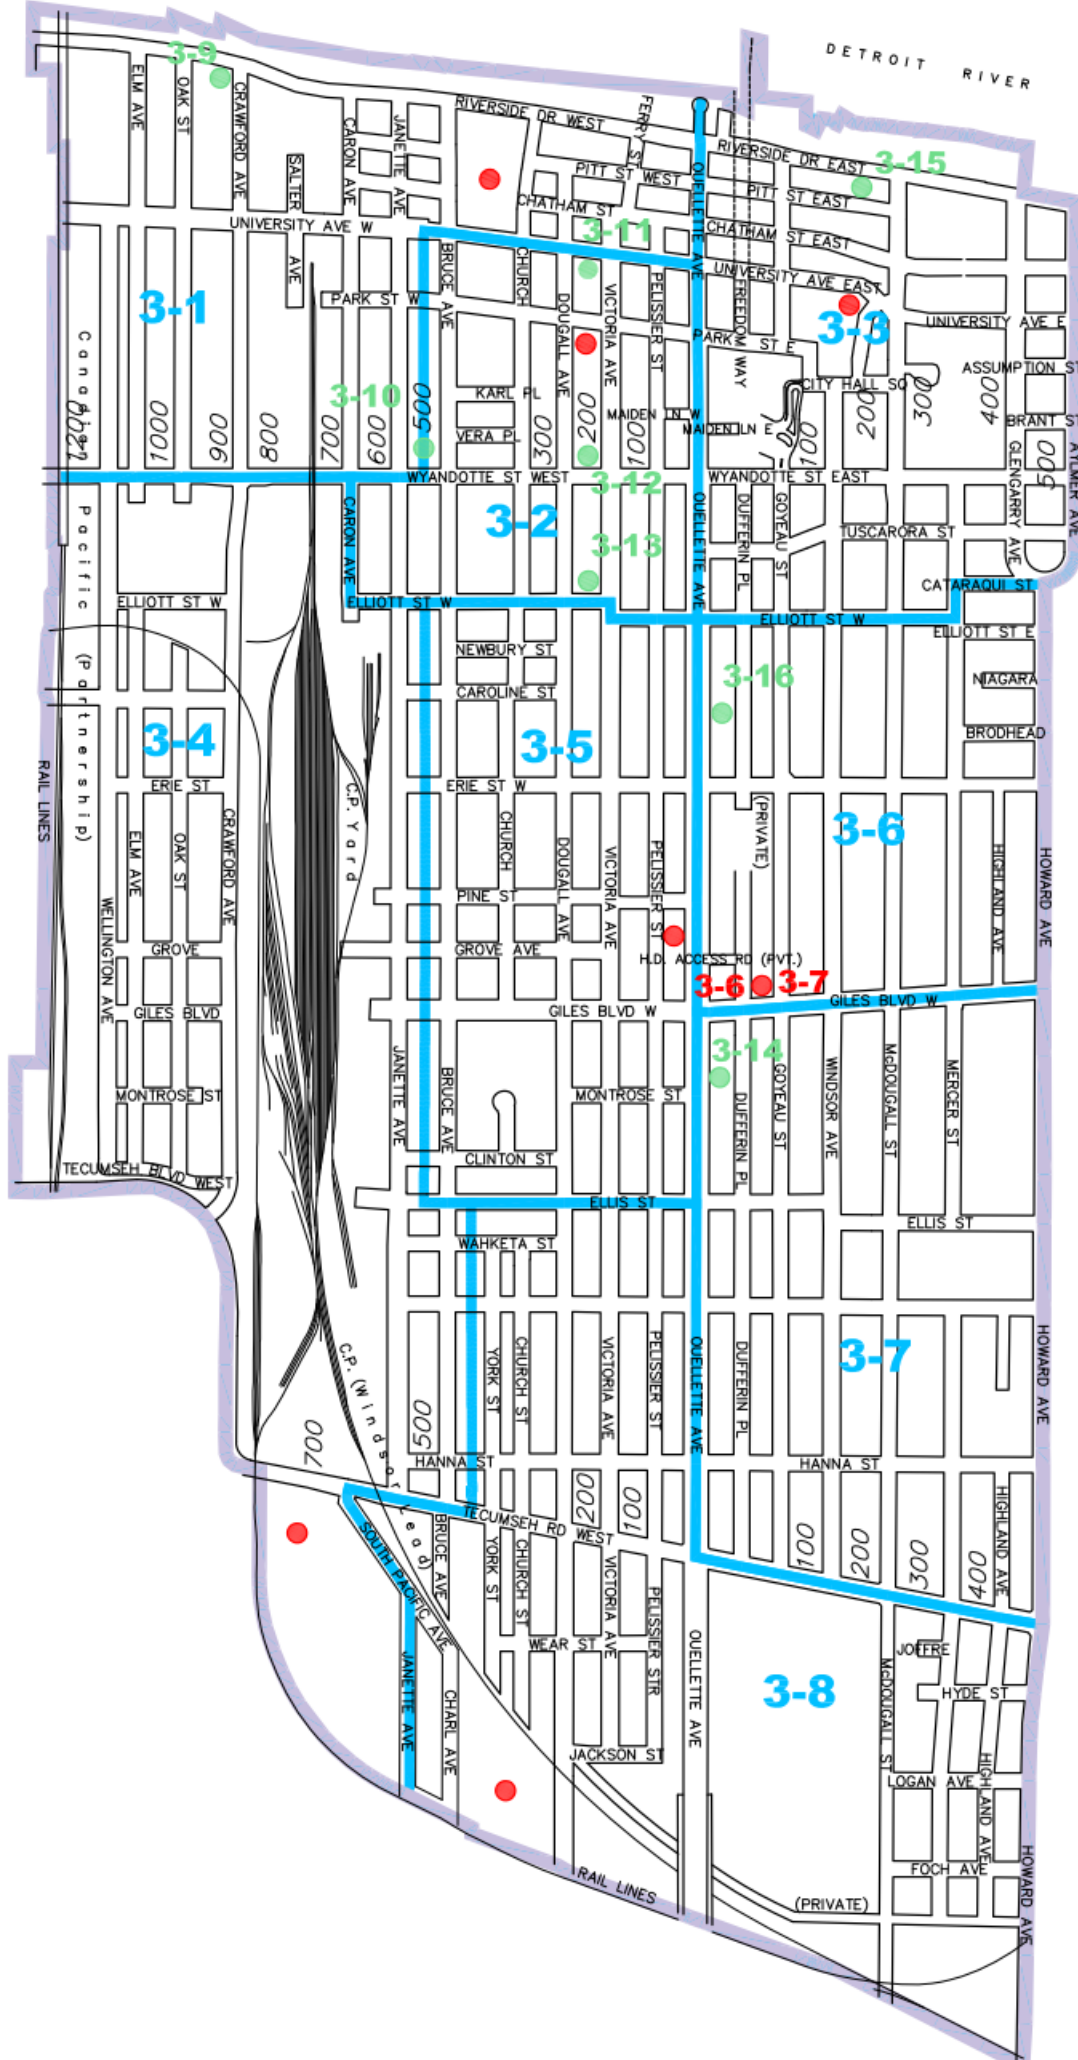 DETROIT RIVER
3-9
ELM AVE
OAK ST
CRAWFORD AVE
SALTER
AVE
CARON AVE
JANETTE AVE
RIVERSIDE DR WEST
FERRY ST
PITT ST WEST
CHATHAM ST
OUELLETTE AVE
RIVERSIDE DR EAST
3-15
PITT ST EAST
CHATHAM ST EAST
UNIVERSITY AVE W
3-11
UNIVERSITY AVE EAST
3-1
PARK ST W
BRUCE AVE
CHURCH
DOUGALL AVE
VICTORIA AVE
PELISSIER ST
FREEDOM WAY
PARK ST E
3-3
UNIVERSITY AVE E
ASSUMPTION ST
CITY HALL SQ
KARL PL
3-10
MAIDEN LN W
MAIDEN LN E
BRANT ST
VERA PL
1200
1000
900
800
700
600
500
300
200
100
100
200
300
400
500
GLENGARRY AVE
AYLMER AVE
WYANDOTTE ST WEST
WYANDOTTE ST EAST
Canadian Pacific (Partnership)
3-12
3-2
CARON AVE
OUELLETTE AVE
DUFFERIN PL
GOYEAU ST
TUSCARORA ST
3-13
CATARAQUI ST
ELLIOTT ST W
ELLIOTT ST W
ELLIOTT ST W
ELLIOTT ST E
NEWBURY ST
CAROLINE ST
3-16
NIAGARA
BRODHEAD
3-4
3-5
RAIL LINES
ERIE ST
ERIE ST W
C.P. Yard
(PRIVATE)
3-6
ELM AVE
OAK ST
CRAWFORD AVE
CHURCH
DOUGALL AVE
VICTORIA AVE
PELISSIER ST
HIGHLAND AVE
HOWARD AVE
WELLINGTON AVE
PINE ST
GROVE
GROVE AVE
H.D. ACCESS RD (PVT.)
3-6
3-7
GILES BLVD
GILES BLVD W
GILES BLVD W
3-14
JANETTE AVE
BRUCE AVE
MONTROSE ST
MONTROSE ST
DUFFERIN PL
GOYEAU ST
WINDSOR AVE
McDOUGALL ST
MERCER ST
CLINTON ST
TECUMSEH BLVD WEST
ELLIS ST
ELLIS ST
WAHKETA ST
C.P. (Windsor Lead)
YORK ST
CHURCH ST
VICTORIA AVE
PELISSIER ST
OUELLETTE AVE
DUFFERIN PL
3-7
HOWARD AVE
700
500
HANNA ST
HANNA ST
200
100
100
200
300
400
HIGHLAND AVE
TECUMSEH RD WEST
SOUTH PACIFIC AVE
BRUCE AVE
YORK ST
CHURCH ST
VICTORIA AVE
PELISSIER STR
WEAR ST
OUELLETTE AVE
JOFFRE
JANETTE AVE
CHARL AVE
3-8
McDOUGALL ST
HYDE ST
JACKSON ST
LOGAN AVE
HIGHLAND AVE
HOWARD AVE
FOCH AVE
RAIL LINES
(PRIVATE)